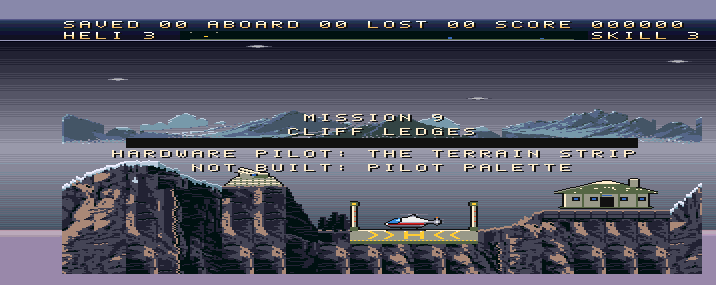 SAVED 00 ABOARD 00 LOST 00 SCORE 000000
HELI 3 SKILL 3
MISSION 9
CLIFF LEDGES
HARDWARE PILOT: THE TERRAIN STRIP
NOT BUILT: PILOT PALETTE
H